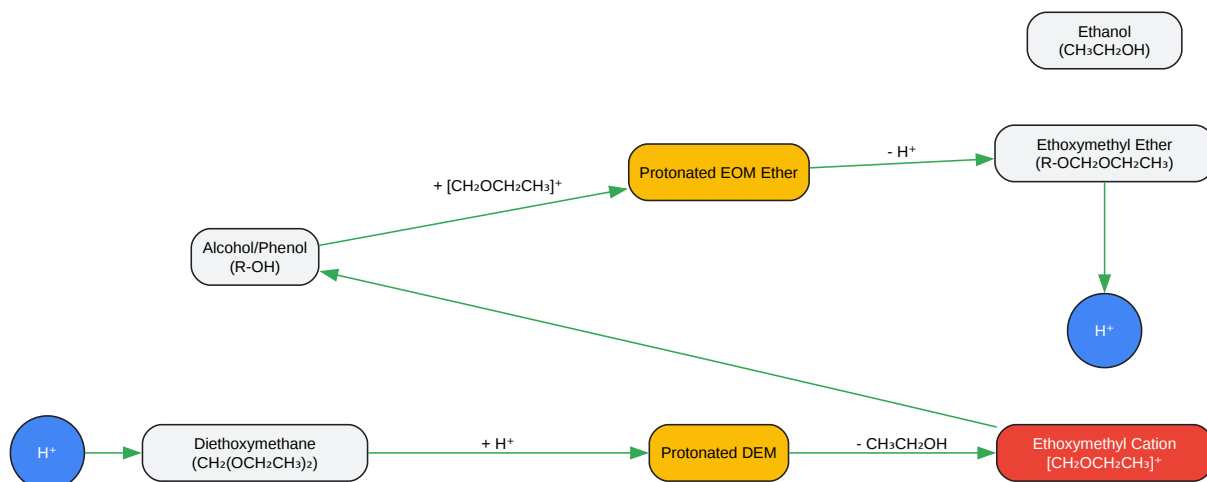 Ethanol
(CH₃CH₂OH)
- H⁺
Ethoxymethyl Ether
(R-OCH₂OCH₂CH₃)
Protonated EOM Ether
+ [CH₂OCH₂CH₃]⁺
Alcohol/Phenol
(R-OH)
H⁺
H⁺
Diethoxymethane
(CH₂(OCH₂CH₃)₂)
+ H⁺
Protonated DEM
- CH₃CH₂OH
Ethoxymethyl Cation
[CH₂OCH₂CH₃]⁺